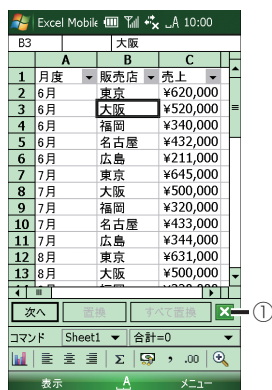 Excel Mobile 10:00
B3 大阪
A B C
1 月度 販売店 売上
2 6月 東京 ¥620,000
3 6月 大阪 ¥520,000
4 6月 福岡 ¥340,000
5 6月 名古屋 ¥432,000
6 6月 広島 ¥211,000
7 7月 東京 ¥645,000
8 7月 大阪 ¥500,000
9 7月 福岡 ¥320,000
10 7月 名古屋 ¥433,000
11 7月 広島 ¥344,000
12 8月 東京 ¥631,000
13 8月 大阪 ¥500,000
次へ 置換 すべて置換 ①
コマンド Sheet1 合計=0
Σ , .00
表示 A メニュー